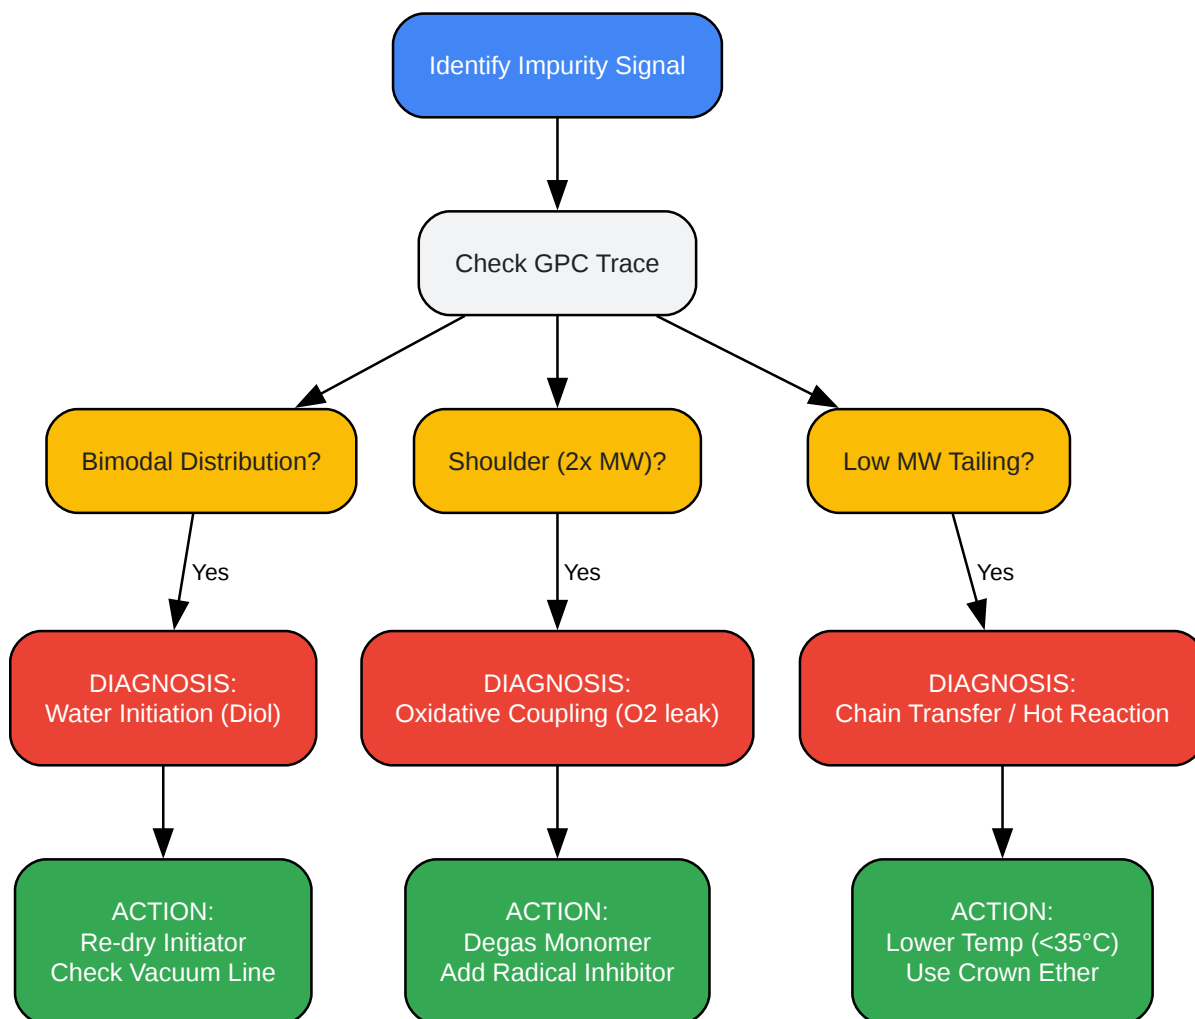 Identify Impurity Signal
Check GPC Trace
Bimodal Distribution?
Shoulder (2x MW)?
Low MW Tailing?
Yes
Yes
Yes
DIAGNOSIS:
Water Initiation (Diol)
DIAGNOSIS:
Oxidative Coupling (O2 leak)
DIAGNOSIS:
Chain Transfer / Hot Reaction
ACTION:
Re-dry Initiator
Check Vacuum Line
ACTION:
Degas Monomer
Add Radical Inhibitor
ACTION:
Lower Temp (<35°C)
Use Crown Ether